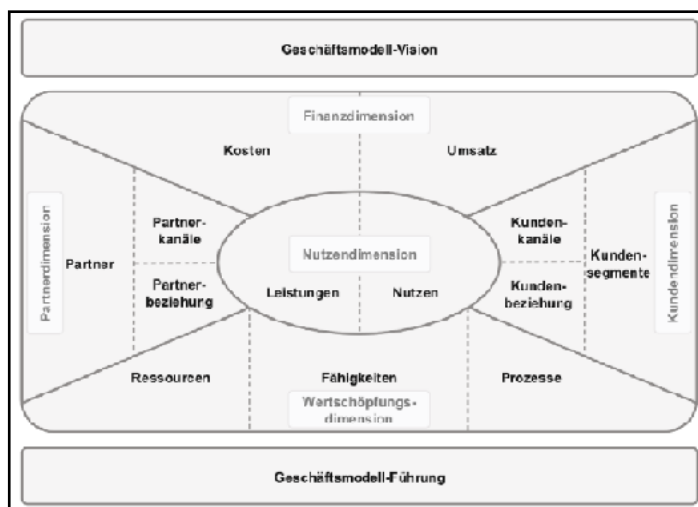 Geschäftsmodell-Vision
Finanzdimension
Kosten
Umsatz
Partnerdimension
Partner
Partner-
kanäle
Partner-
beziehung
Nutzendimension
Leistungen
Nutzen
Kunden-
kanäle
Kunden-
beziehung
Kunden-
segmente
Kundendimension
Ressourcen
Fähigkeiten
Prozesse
Wertschöpfungs-
dimension
Geschäftsmodell-Führung